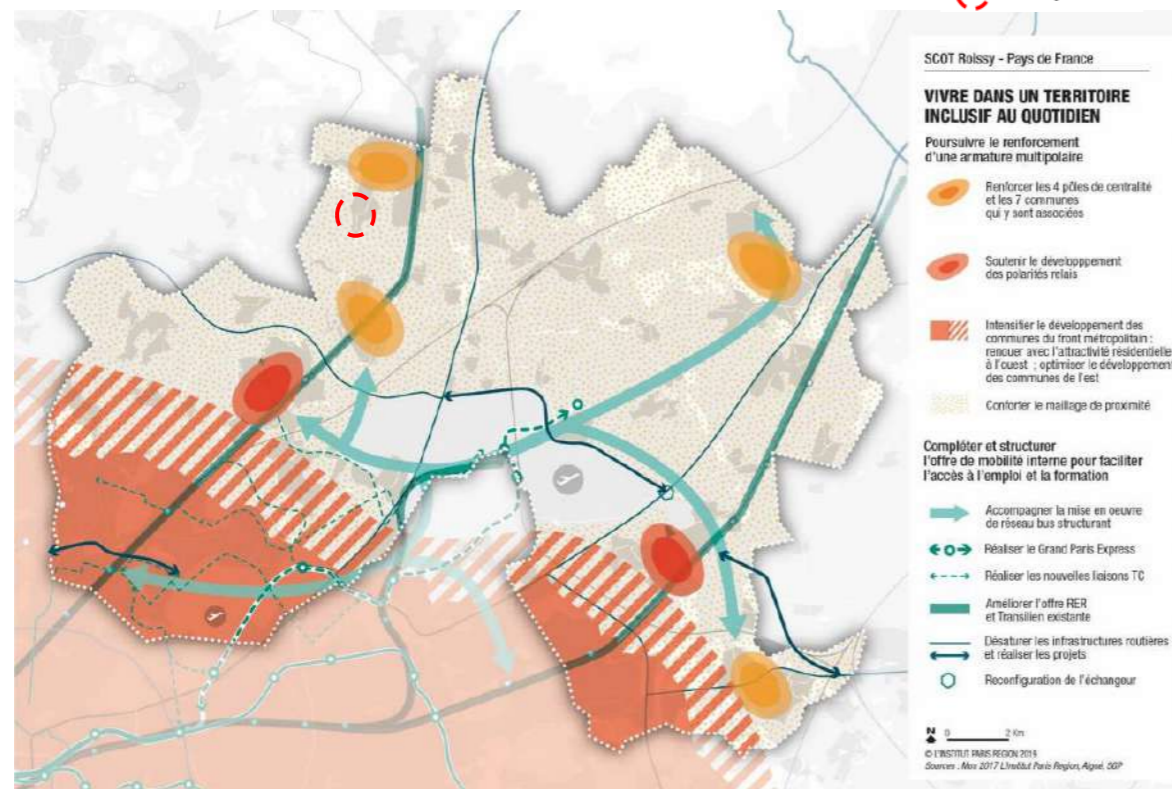 SCOT Roissy - Pays de France
VIVRE DANS UN TERRITOIRE
INCLUSIF AU QUOTIDIEN
Poursuivre le renforcement
d'une armature multipolaire
Renforcer les 4 pôles de centralité
et les 7 communes
qui y sont associées
Soutenir le développement
des polarités relais
Intensifier le développement des
communes du front métropolitain :
renouer avec l'attractivité résidentielle
à l'ouest ; optimiser le développement
des communes de l'est
Conforter le maillage de proximité
Compléter et structurer
l'offre de mobilité interne pour faciliter
l'accès à l'emploi et la formation
Accompagner la mise en oeuvre
de réseau bus structurant
Réaliser le Grand Paris Express
Réaliser les nouvelles liaisons TC
Améliorer l'offre RER
et Transilien existante
Désaturer les infrastructures routières
et réaliser les projets
Reconfiguration de l'échangeur
N 0 2 Km
© L'INSTITUT PARIS REGION 2019
Sources : Mos 2017 L'Institut Paris Region, Aigné, SGP